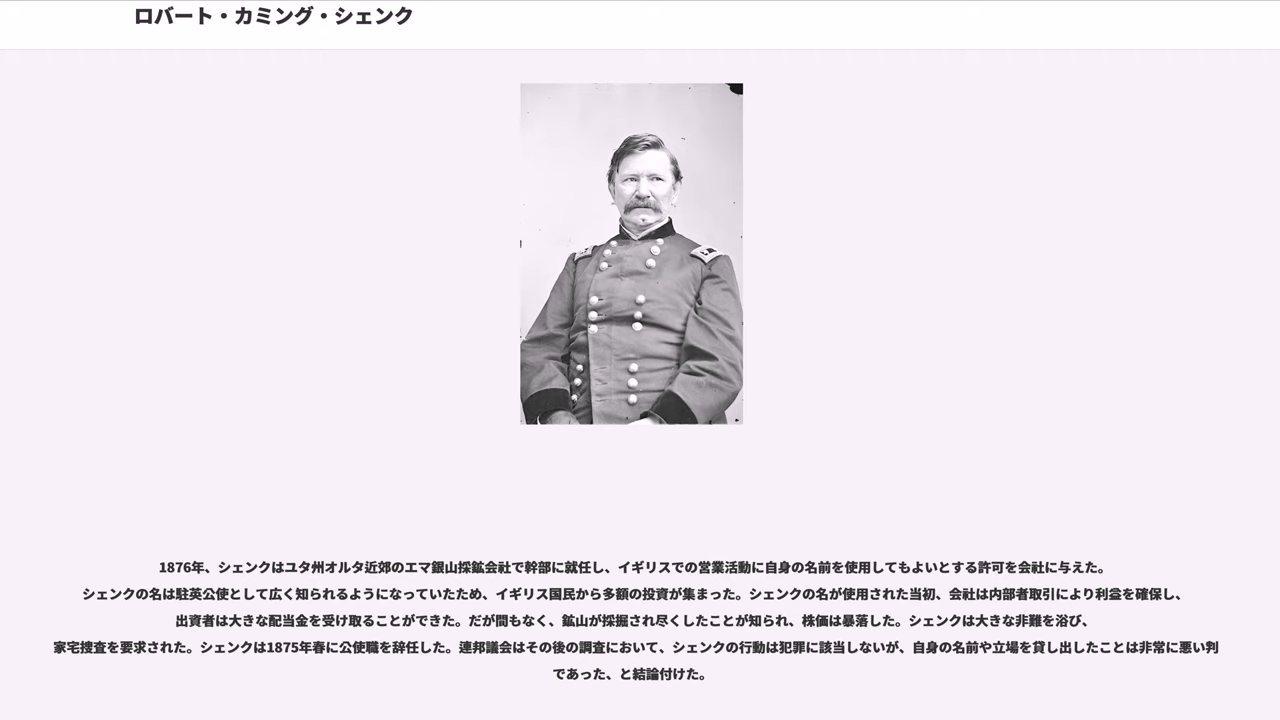 ロバート・カミング・シェンク
1876年、シェンクはユタ州オルタ近郊のエマ銀山採鉱会社で幹部に就任し、イギリスでの営業活動に自身の名前を使用してもよいとする許可を会社に与えた。
シェンクの名は駐英公使として広く知られるようになっていたため、イギリス国民から多額の投資が集まった。シェンクの名が使用された当初、会社は内部者取引により利益を確保し、
出資者は大きな配当金を受け取ることができた。だが間もなく、鉱山が採掘され尽くしたことが知られ、株価は暴落した。シェンクは大きな非難を浴び、
家宅捜査を要求された。シェンクは1875年春に公使職を辞任した。連邦議会はその後の調査において、シェンクの行動は犯罪に該当しないが、自身の名前や立場を貸し出したことは非常に悪い判
であった、と結論付けた。